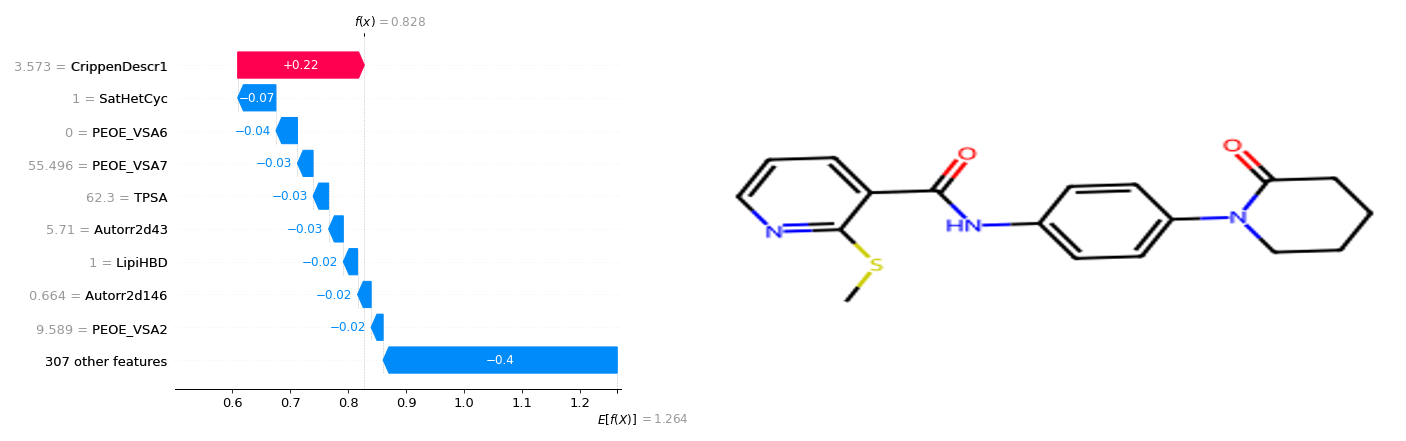 f(x) = 0.828
3.573 = CrippenDescr1
+0.22
1 = SatHetCyc
−0.07
0 = PEOE_VSA6
−0.04
55.496 = PEOE_VSA7
−0.03
62.3 = TPSA
−0.03
5.71 = Autorr2d43
−0.03
1 = LipiHBD
−0.02
0.664 = Autorr2d146
−0.02
9.589 = PEOE_VSA2
−0.02
307 other features
−0.4
0.6 0.7 0.8 0.9 1.0 1.1 1.2
E[f(X)] = 1.264
O
O
N
HN
N
S